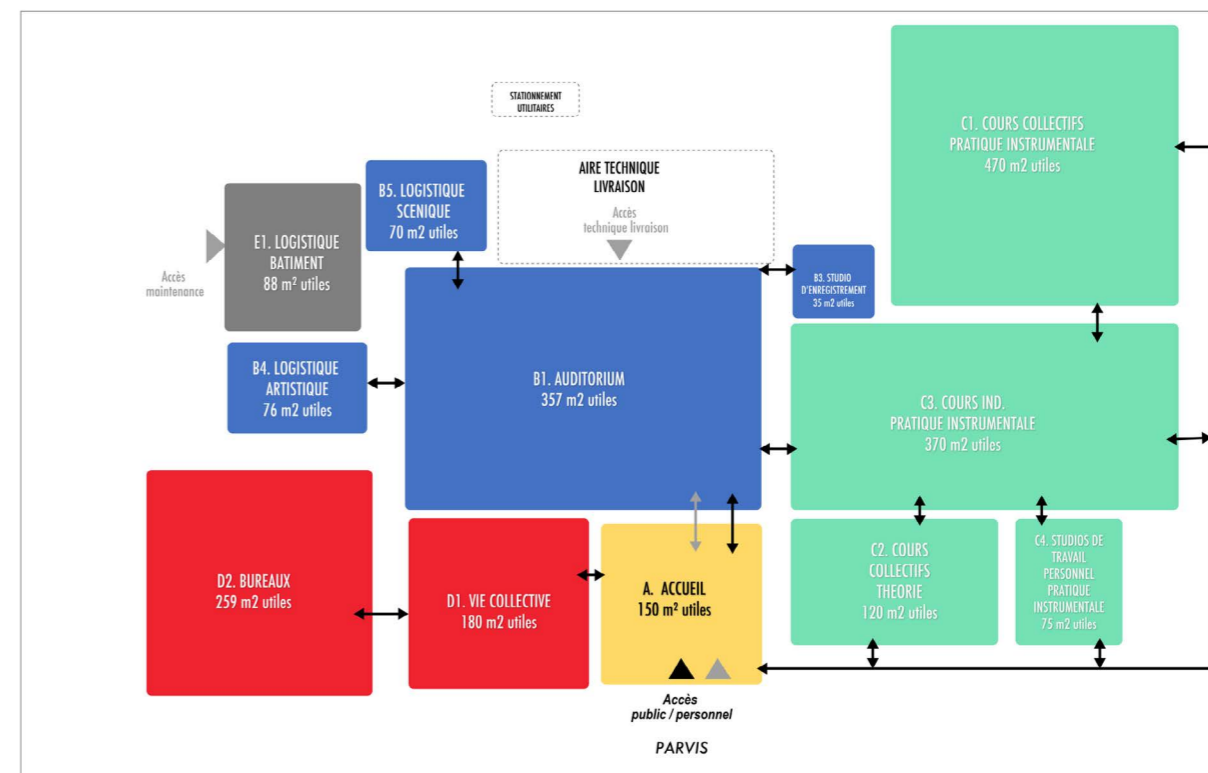 STATIONNEMENT
UTILITAIRES
C1. COURS COLLECTIFS
PRATIQUE INSTRUMENTALE
470 m2 utiles
AIRE TECHNIQUE
LIVRAISON
Accès
technique livraison
B5. LOGISTIQUE
SCENIQUE
70 m2 utiles
E1. LOGISTIQUE
BATIMENT
88 m² utiles
Accès
maintenance
B3. STUDIO
D'ENREGISTREMENT
35 m2 utiles
B4. LOGISTIQUE
ARTISTIQUE
76 m2 utiles
B1. AUDITORIUM
357 m2 utiles
C3. COURS IND.
PRATIQUE INSTRUMENTALE
370 m2 utiles
D2. BUREAUX
259 m2 utiles
D1. VIE COLLECTIVE
180 m2 utiles
A. ACCUEIL
150 m² utiles
C2. COURS
COLLECTIFS
THEORIE
120 m2 utiles
C4. STUDIOS DE
TRAVAIL
PERSONNEL
PRATIQUE
INSTRUMENTALE
75 m2 utiles
Accès
public / personnel
PARVIS